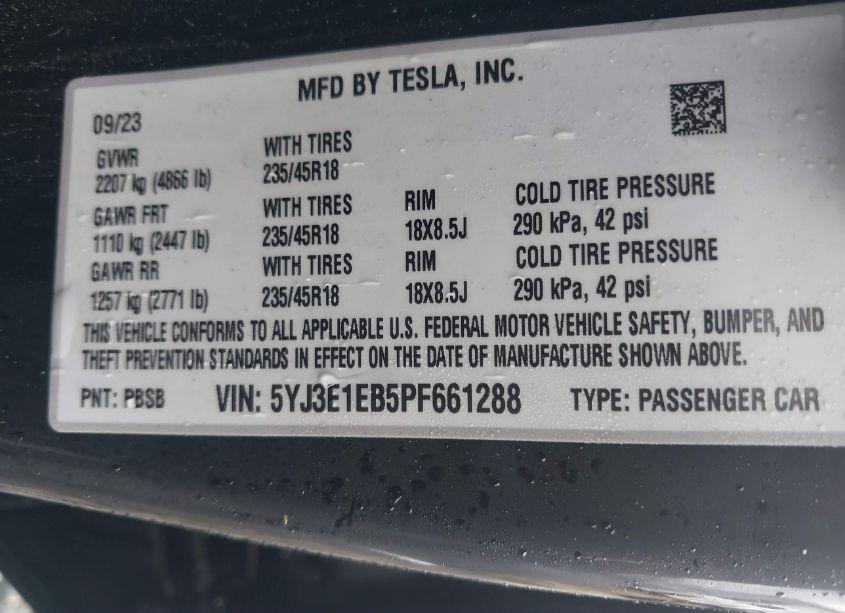 MFD BY TESLA, INC.
09/23
GVWR WITH TIRES
2207 kg (4866 lb) 235/45R18
GAWR FRT WITH TIRES RIM COLD TIRE PRESSURE
1110 kg (2447 lb) 235/45R18 18X8.5J 290 kPa, 42 psi
GAWR RR WITH TIRES RIM COLD TIRE PRESSURE
1257 kg (2771 lb) 235/45R18 18X8.5J 290 kPa, 42 psi
THIS VEHICLE CONFORMS TO ALL APPLICABLE U.S. FEDERAL MOTOR VEHICLE SAFETY, BUMPER, AND
THEFT PREVENTION STANDARDS IN EFFECT ON THE DATE OF MANUFACTURE SHOWN ABOVE.
PNT: PBSB VIN: 5YJ3E1EB5PF661288 TYPE: PASSENGER CAR